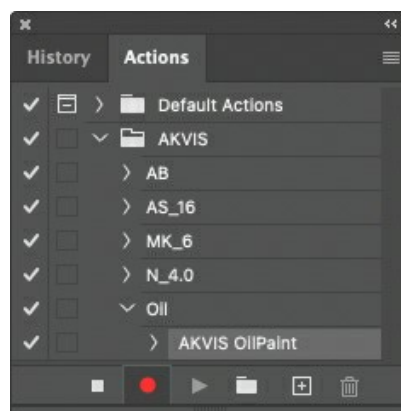 History Actions
Default Actions
AKVIS
AB
AS_16
MK_6
N_4.0
Oil
AKVIS OilPaint